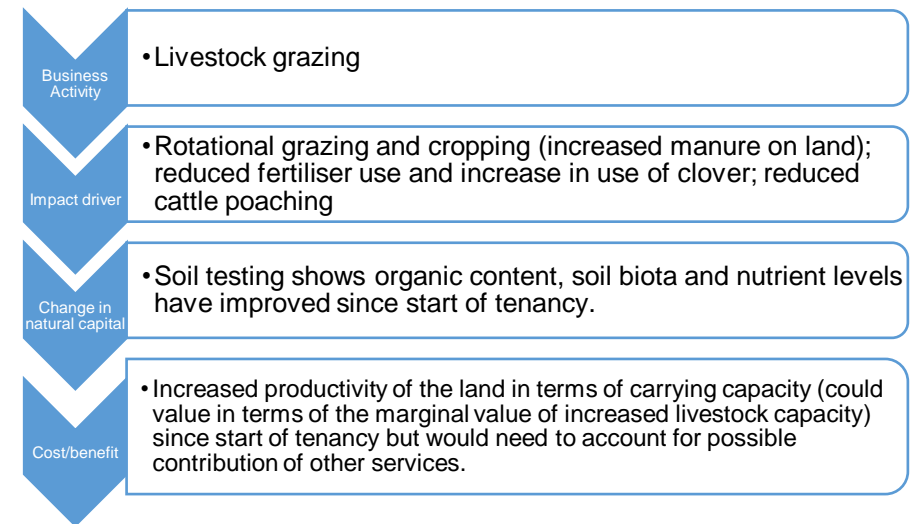 Business
Activity
•Livestock grazing
Impact driver
•Rotational grazing and cropping (increased manure on land);
reduced fertiliser use and increase in use of clover; reduced
cattle poaching
Change in
natural capital
•Soil testing shows organic content, soil biota and nutrient levels
have improved since start of tenancy.
Cost/benefit
•Increased productivity of the land in terms of carrying capacity (could
value in terms of the marginal value of increased livestock capacity)
since start of tenancy but would need to account for possible
contribution of other services.